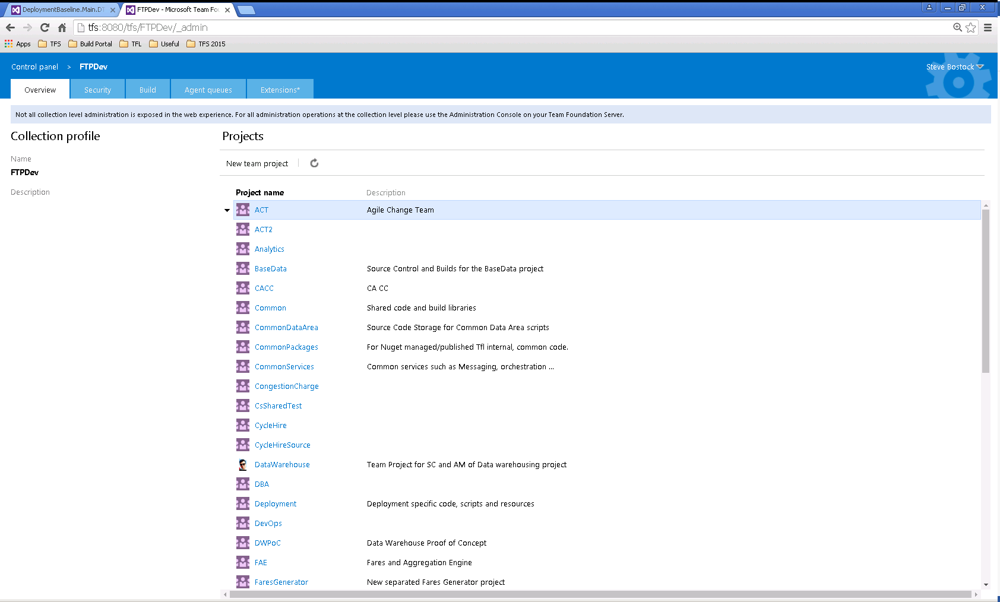 DeploymentBaseline.Main.DT
FTPDev - Microsoft Team Fou
tfs:8080/tfs/FTPDev/_admin
Apps TFS Build Portal TFL Useful TFS 2015
Control panel > FTPDev Steve Bostock
Overview Security Build Agent queues Extensions*
Not all collection level administration is exposed in the web experience. For all administration operations at the collection level please use the Administration Console on your Team Foundation Server.
Collection profile
Name
FTPDev
Description
Projects
New team project
Project name Description
ACT Agile Change Team
ACT2
Analytics
BaseData Source Control and Builds for the BaseData project
CACC CA CC
Common Shared code and build libraries
CommonDataArea Source Code Storage for Common Data Area scripts
CommonPackages For Nuget managed/published Tfl internal, common code.
CommonServices Common services such as Messaging, orchestration ...
CongestionCharge
CsSharedTest
CycleHire
CycleHireSource
DataWarehouse Team Project for SC and AM of Data warehousing project
DBA
Deployment Deployment specific code, scripts and resources
DevOps
DWPoC Data Warehouse Proof of Concept
FAE Fares and Aggregation Engine
FaresGenerator New separated Fares Generator project